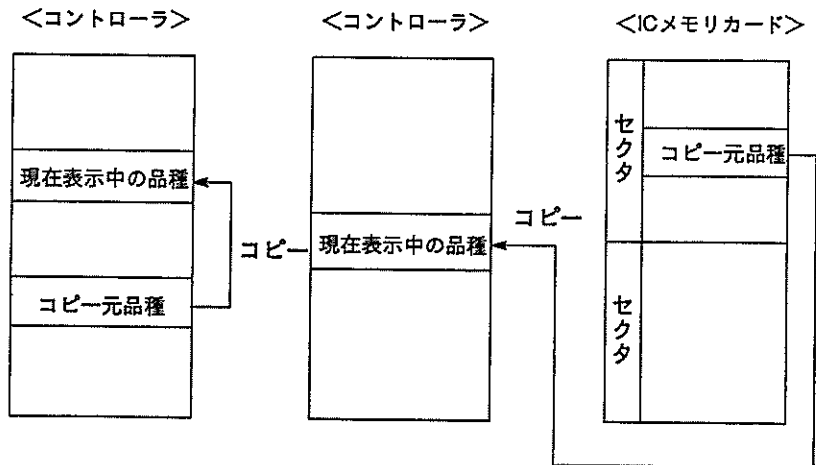 <コントローラ>
現在表示中の品種
コピー元品種
コピー
<コントローラ>
現在表示中の品種
コピー
<ICメモリカード>
セクタ
コピー元品種
セクタ